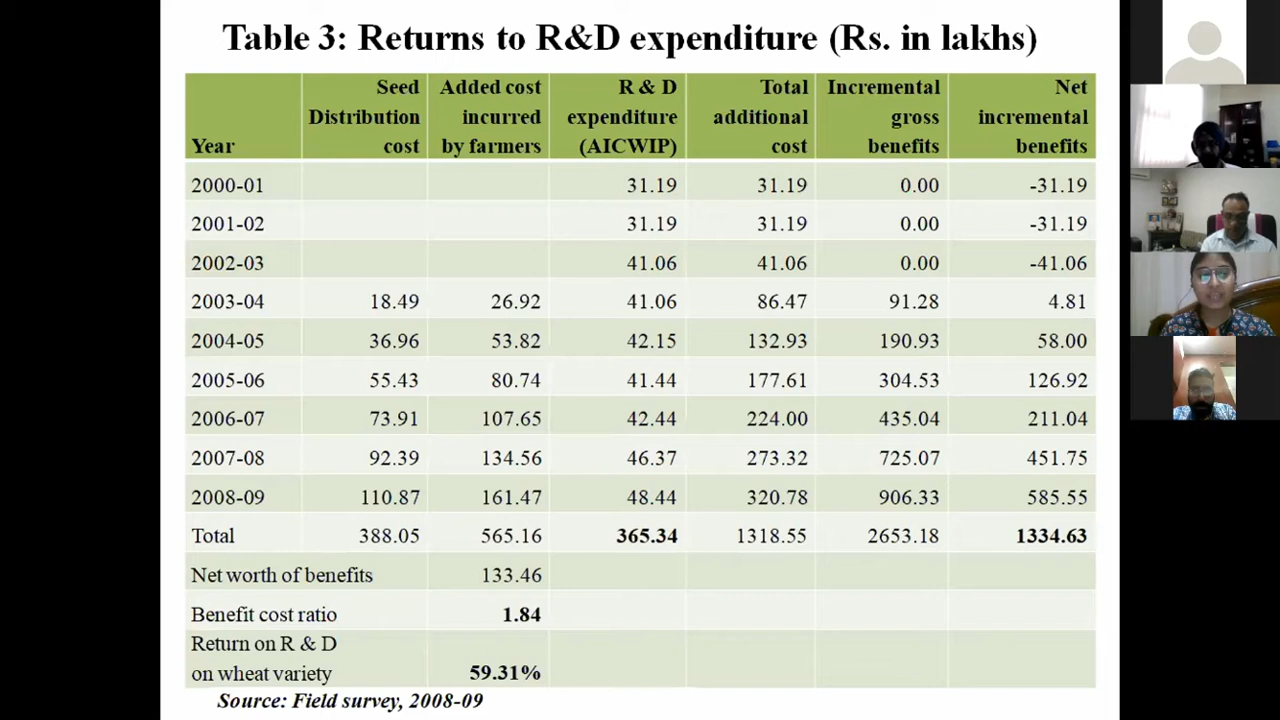 Table 3: Returns to R&D expenditure (Rs. in lakhs)
Year Seed Distribution cost Added cost incurred by farmers R & D expenditure (AICWIP) Total additional cost Incremental gross benefits Net incremental benefits
2000-01 31.19 31.19 0.00 -31.19
2001-02 31.19 31.19 0.00 -31.19
2002-03 41.06 41.06 0.00 -41.06
2003-04 18.49 26.92 41.06 86.47 91.28 4.81
2004-05 36.96 53.82 42.15 132.93 190.93 58.00
2005-06 55.43 80.74 41.44 177.61 304.53 126.92
2006-07 73.91 107.65 42.44 224.00 435.04 211.04
2007-08 92.39 134.56 46.37 273.32 725.07 451.75
2008-09 110.87 161.47 48.44 320.78 906.33 585.55
Total 388.05 565.16 365.34 1318.55 2653.18 1334.63
Net worth of benefits 133.46
Benefit cost ratio 1.84
Return on R & D
on wheat variety 59.31%
Source: Field survey, 2008-09